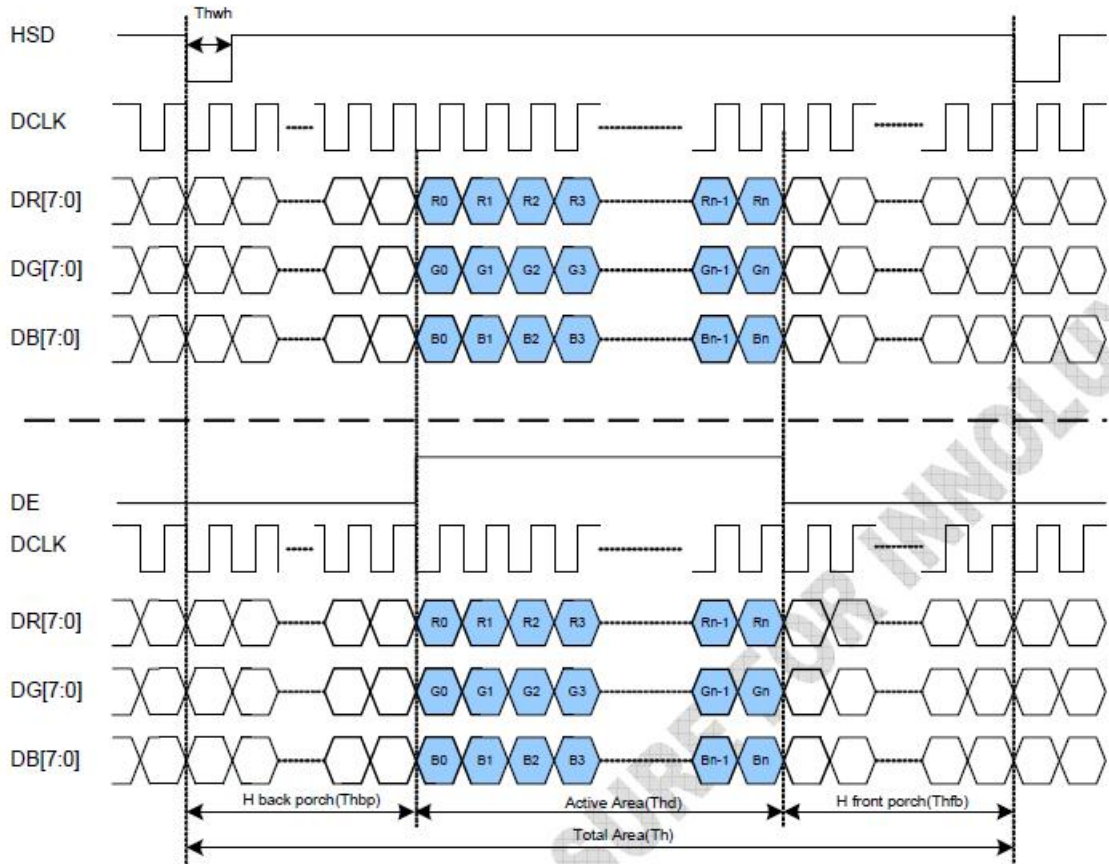 Thwh
HSD
DCLK
DR[7:0] R0 R1 R2 R3 Rn-1 Rn
DG[7:0] G0 G1 G2 G3 Gn-1 Gn
DB[7:0] B0 B1 B2 B3 Bn-1 Bn
DE
DCLK
DR[7:0] R0 R1 R2 R3 Rn-1 Rn
DG[7:0] G0 G1 G2 G3 Gn-1 Gn
DB[7:0] B0 B1 B2 B3 Bn-1 Bn
H back porch(Thbp) Active Area(Thd) H front porch(Thfb)
Total Area(Th)
SURE FOR INNOLU